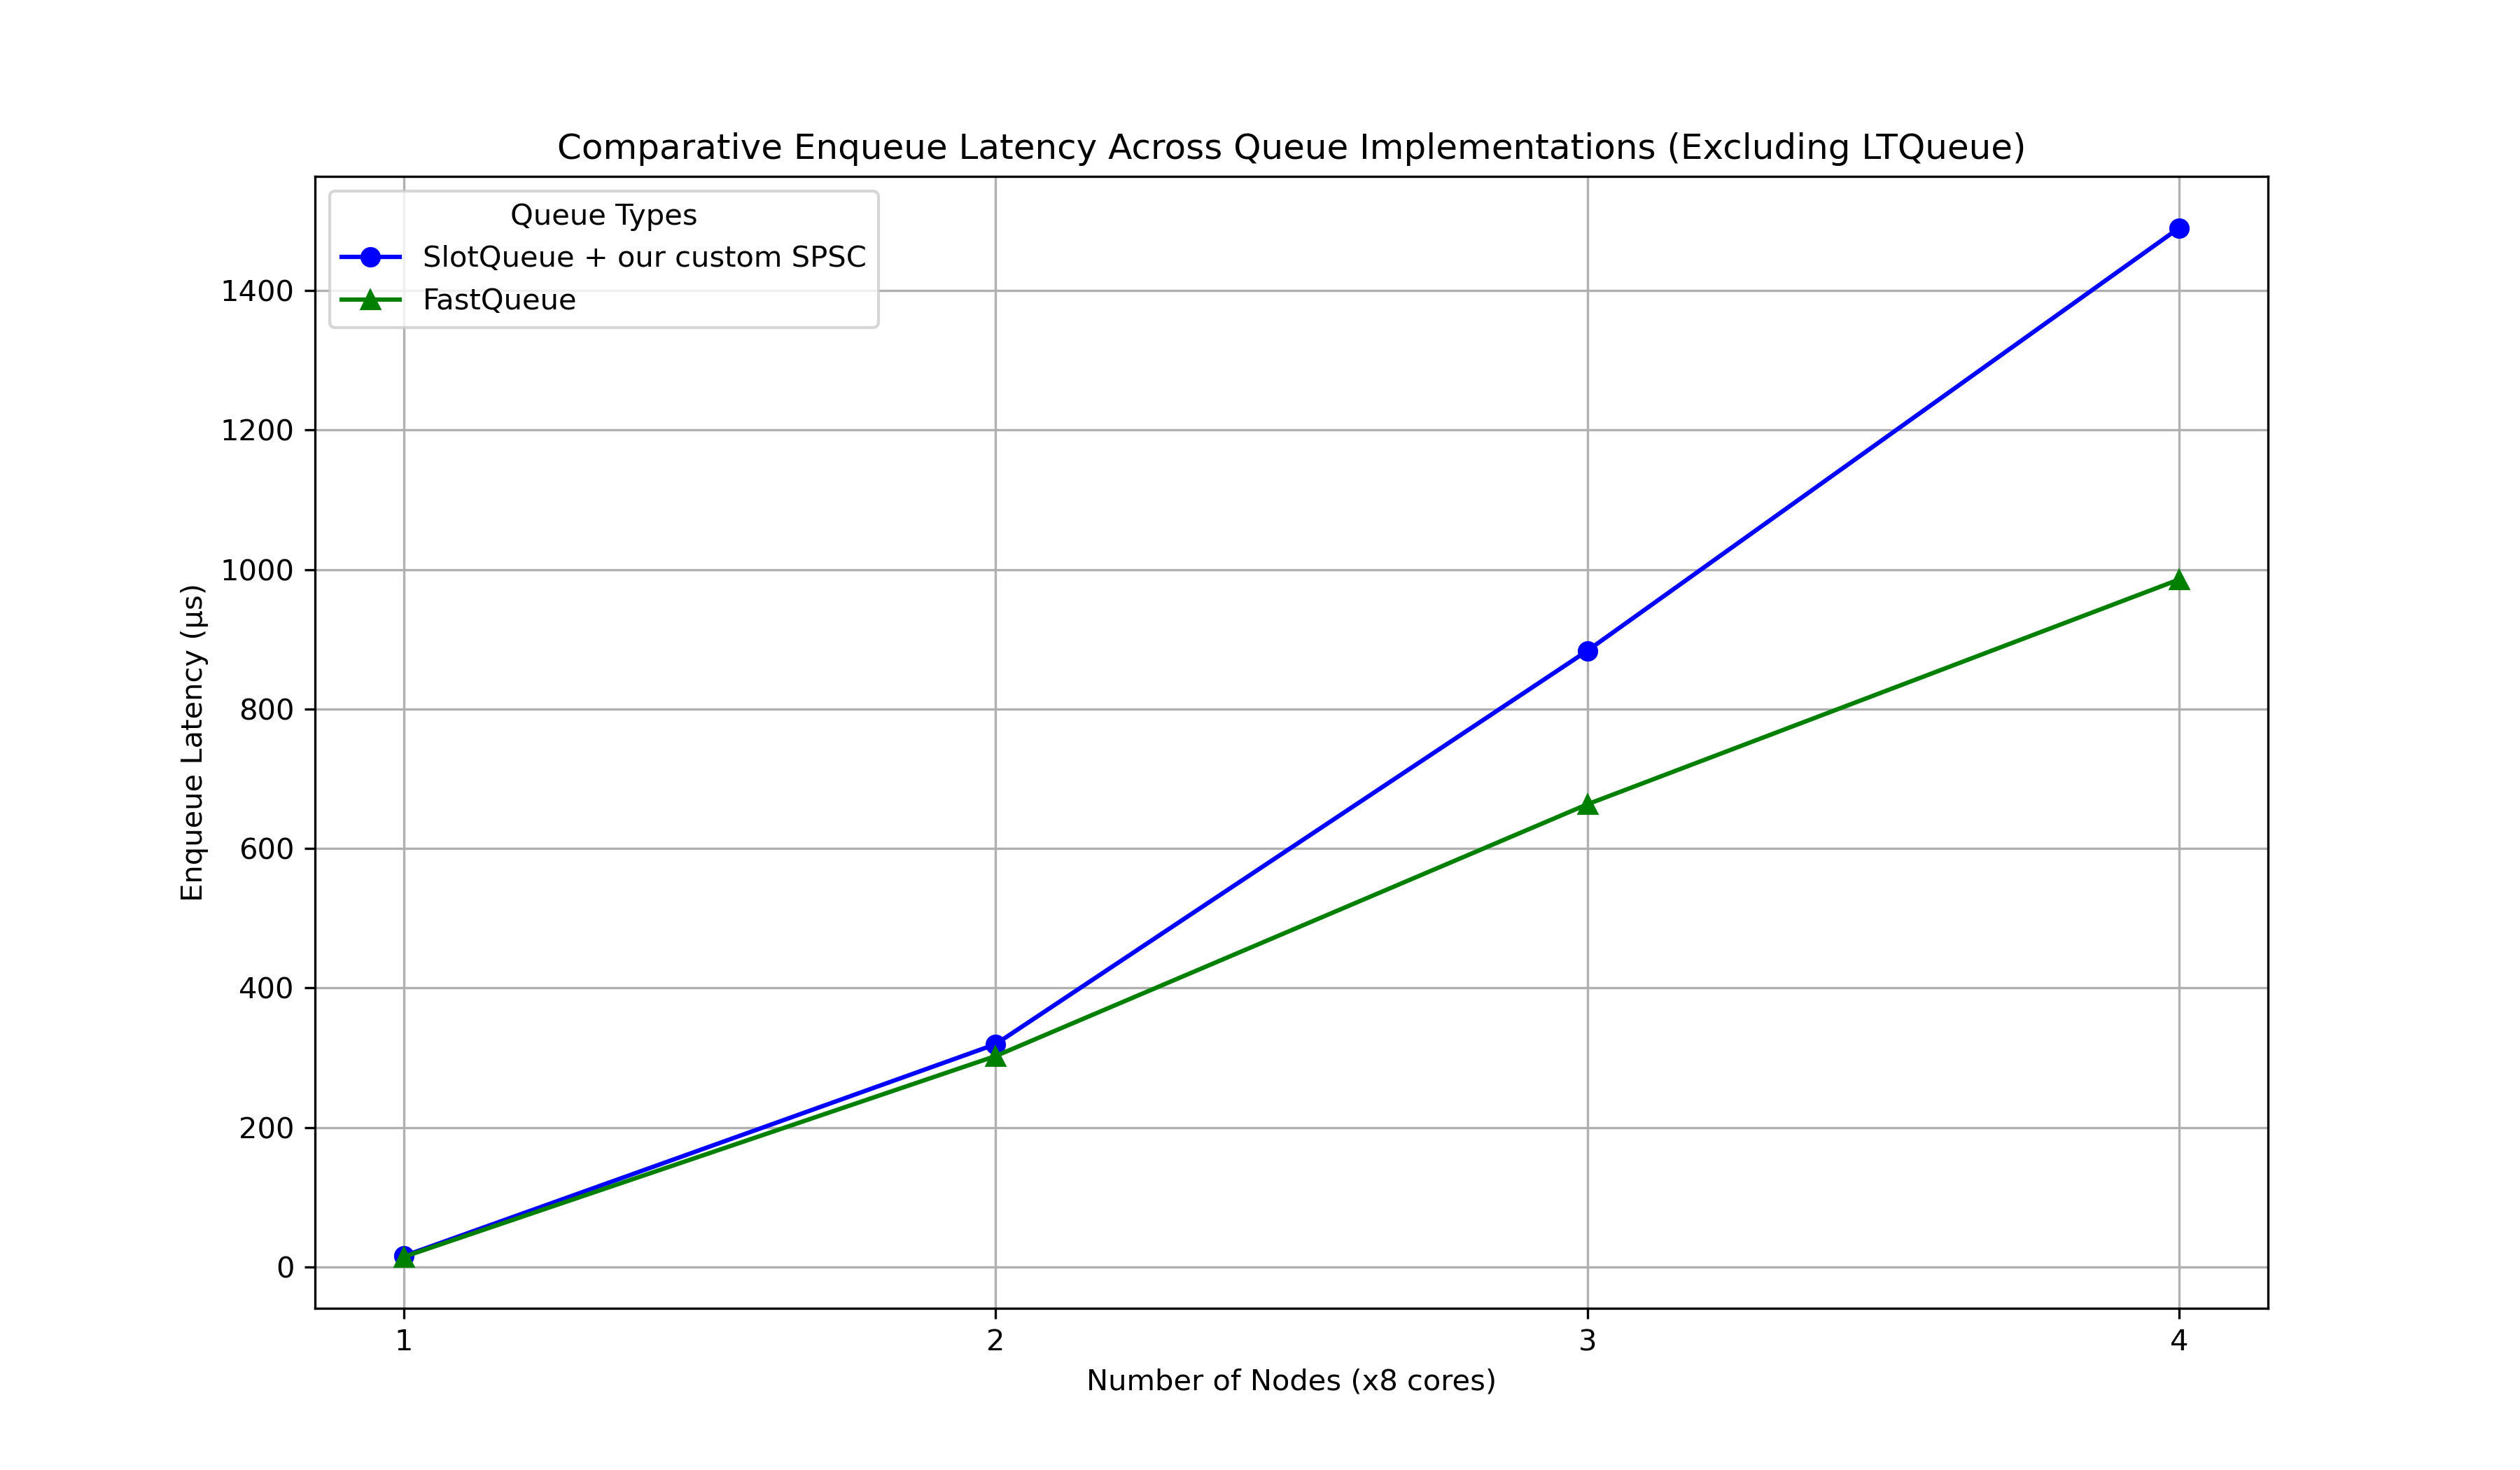 Comparative Enqueue Latency Across Queue Implementations (Excluding LTQueue)
Queue Types
SlotQueue + our custom SPSC
FastQueue
1400
1200
1000
800
600
400
200
0
Enqueue Latency (µs)
1 2 3 4
Number of Nodes (x8 cores)